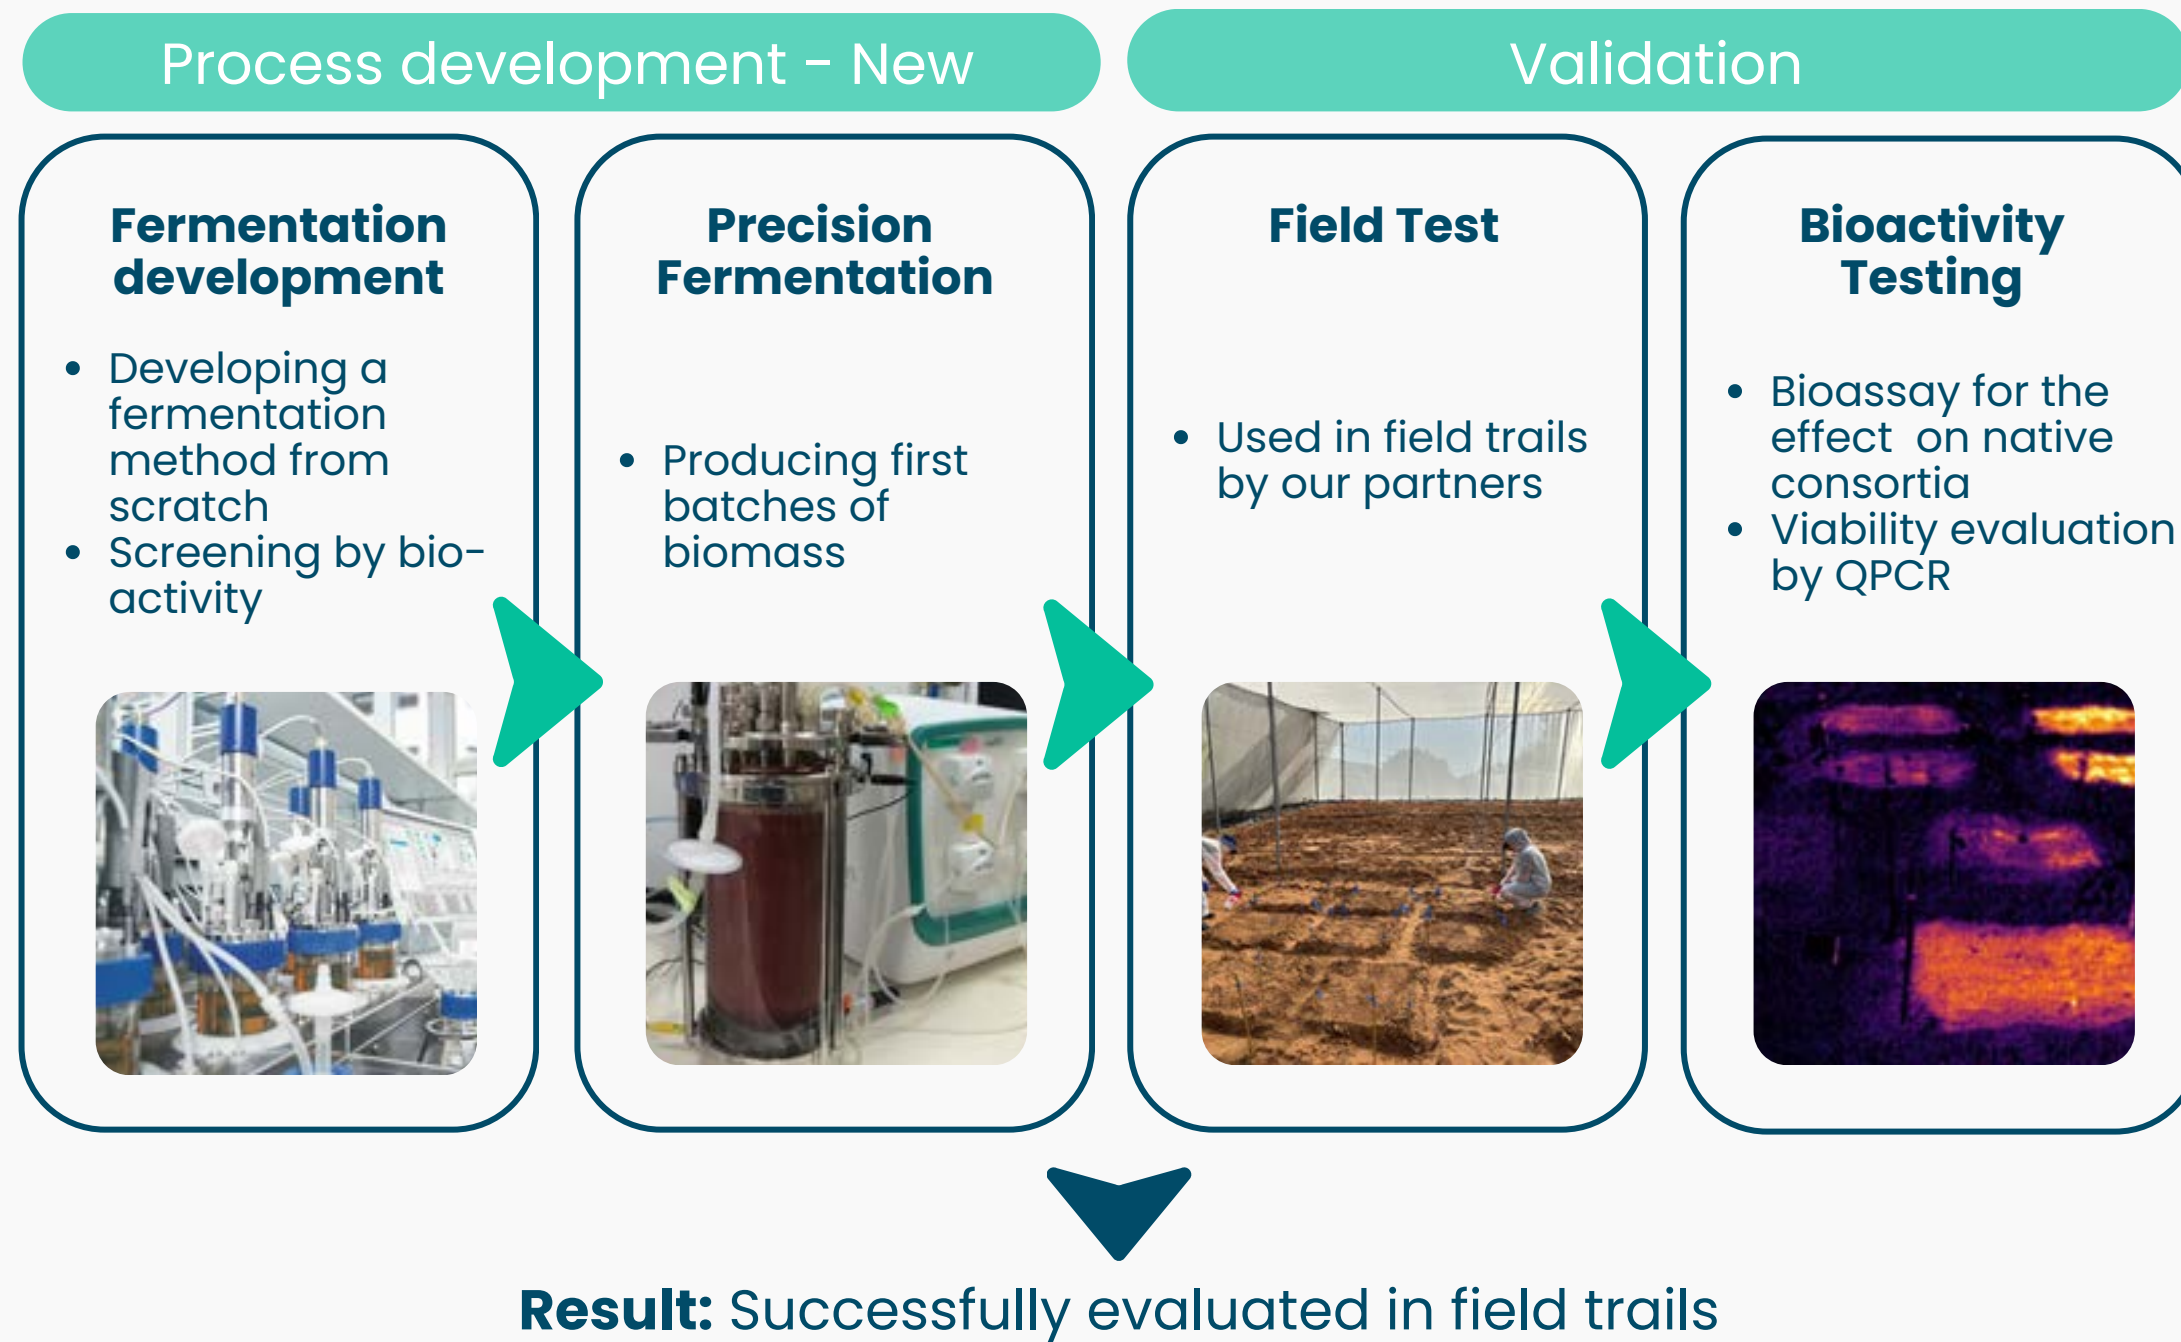 Process development - New
Validation
Fermentation
development
• Developing a
fermentation
method from
scratch
• Screening by bio-
activity
Precision
Fermentation
• Producing first
batches of
biomass
Field Test
• Used in field trails
by our partners
Bioactivity
Testing
• Bioassay for the
effect  on native
consortia
• Viability evaluation
by QPCR
Result: Successfully evaluated in field trails